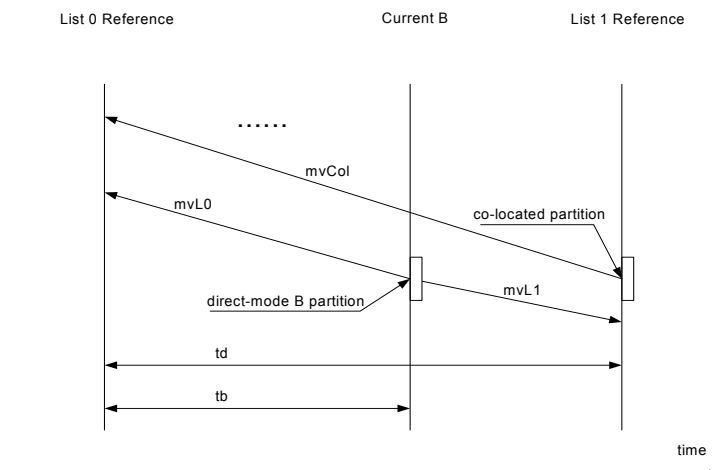 List 0 Reference
Current B
List 1 Reference
......
mvCol
mvL0
co-located partition
direct-mode B partition
mvL1
td
tb
time